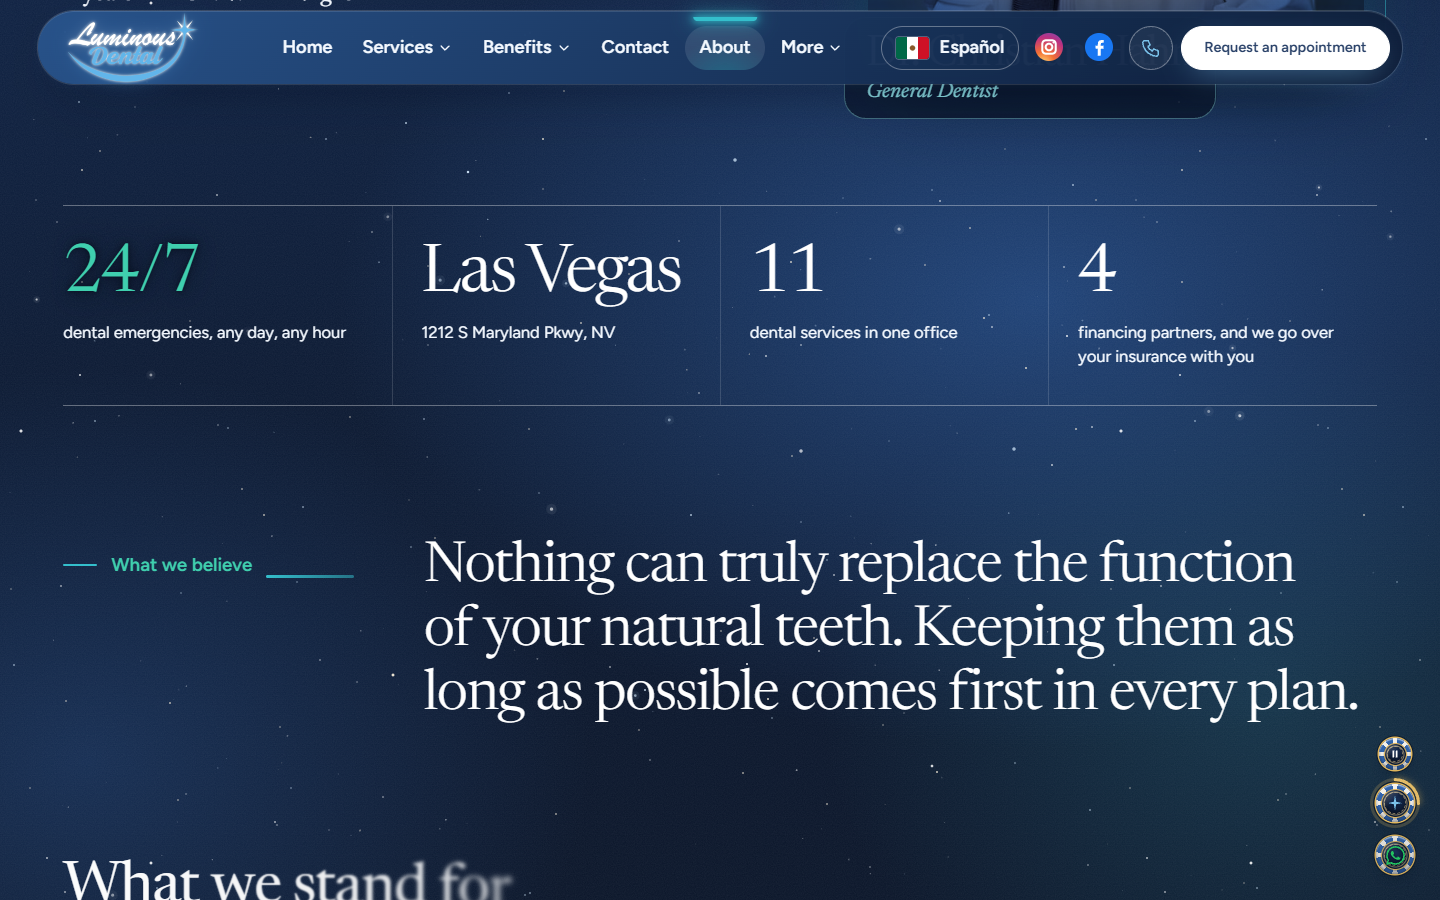 Luminous
Dental
Home
Services
Benefits
Contact
About
More
Español
Request an appointment
General Dentist
24/7
dental emergencies, any day, any hour
Las Vegas
1212 S Maryland Pkwy, NV
11
dental services in one office
4
financing partners, and we go over
your insurance with you
What we believe
Nothing can truly replace the function
of your natural teeth. Keeping them as
long as possible comes first in every plan.
What we stand for